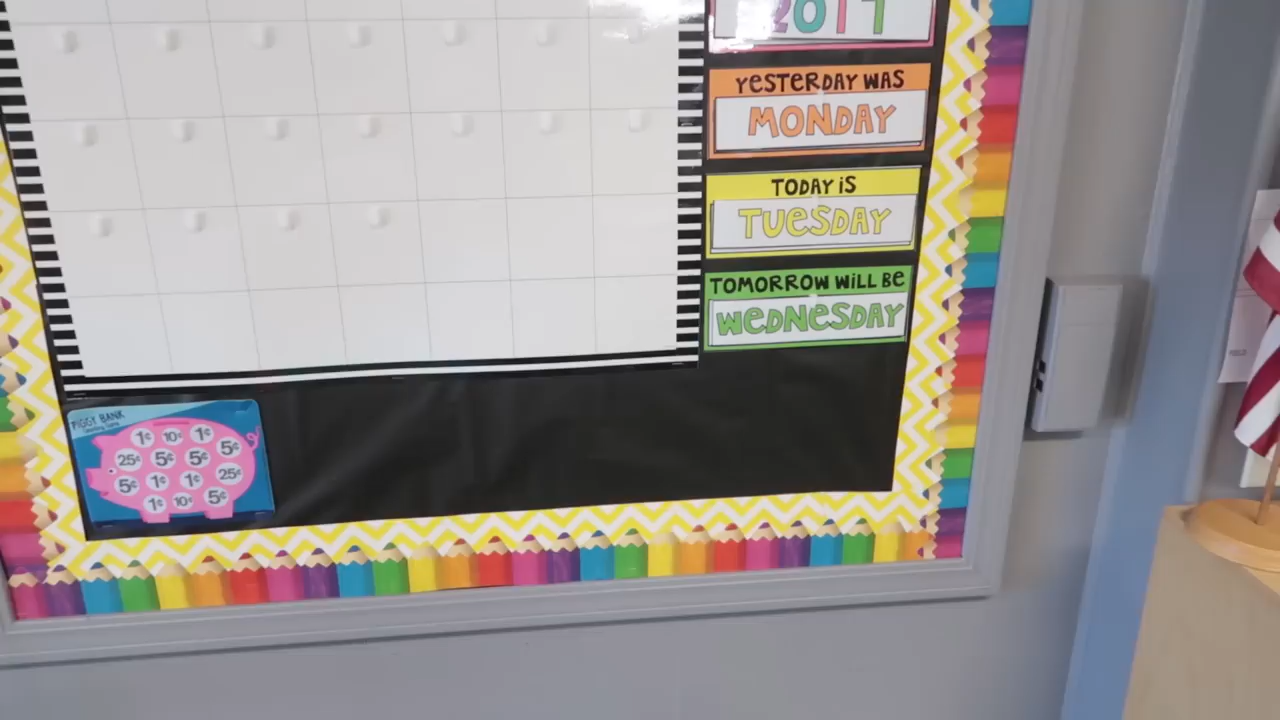 2017
YESTERDAY WAS
MONDAY
TODAY iS
TUESDAY
TOMORROW WILL BE
WEDNESDAY
PIGGY BANK
1¢ 10¢ 1¢ 5¢
25¢ 5¢ 5¢ 25¢
5¢ 1¢ 1¢ 5¢
1¢ 10¢